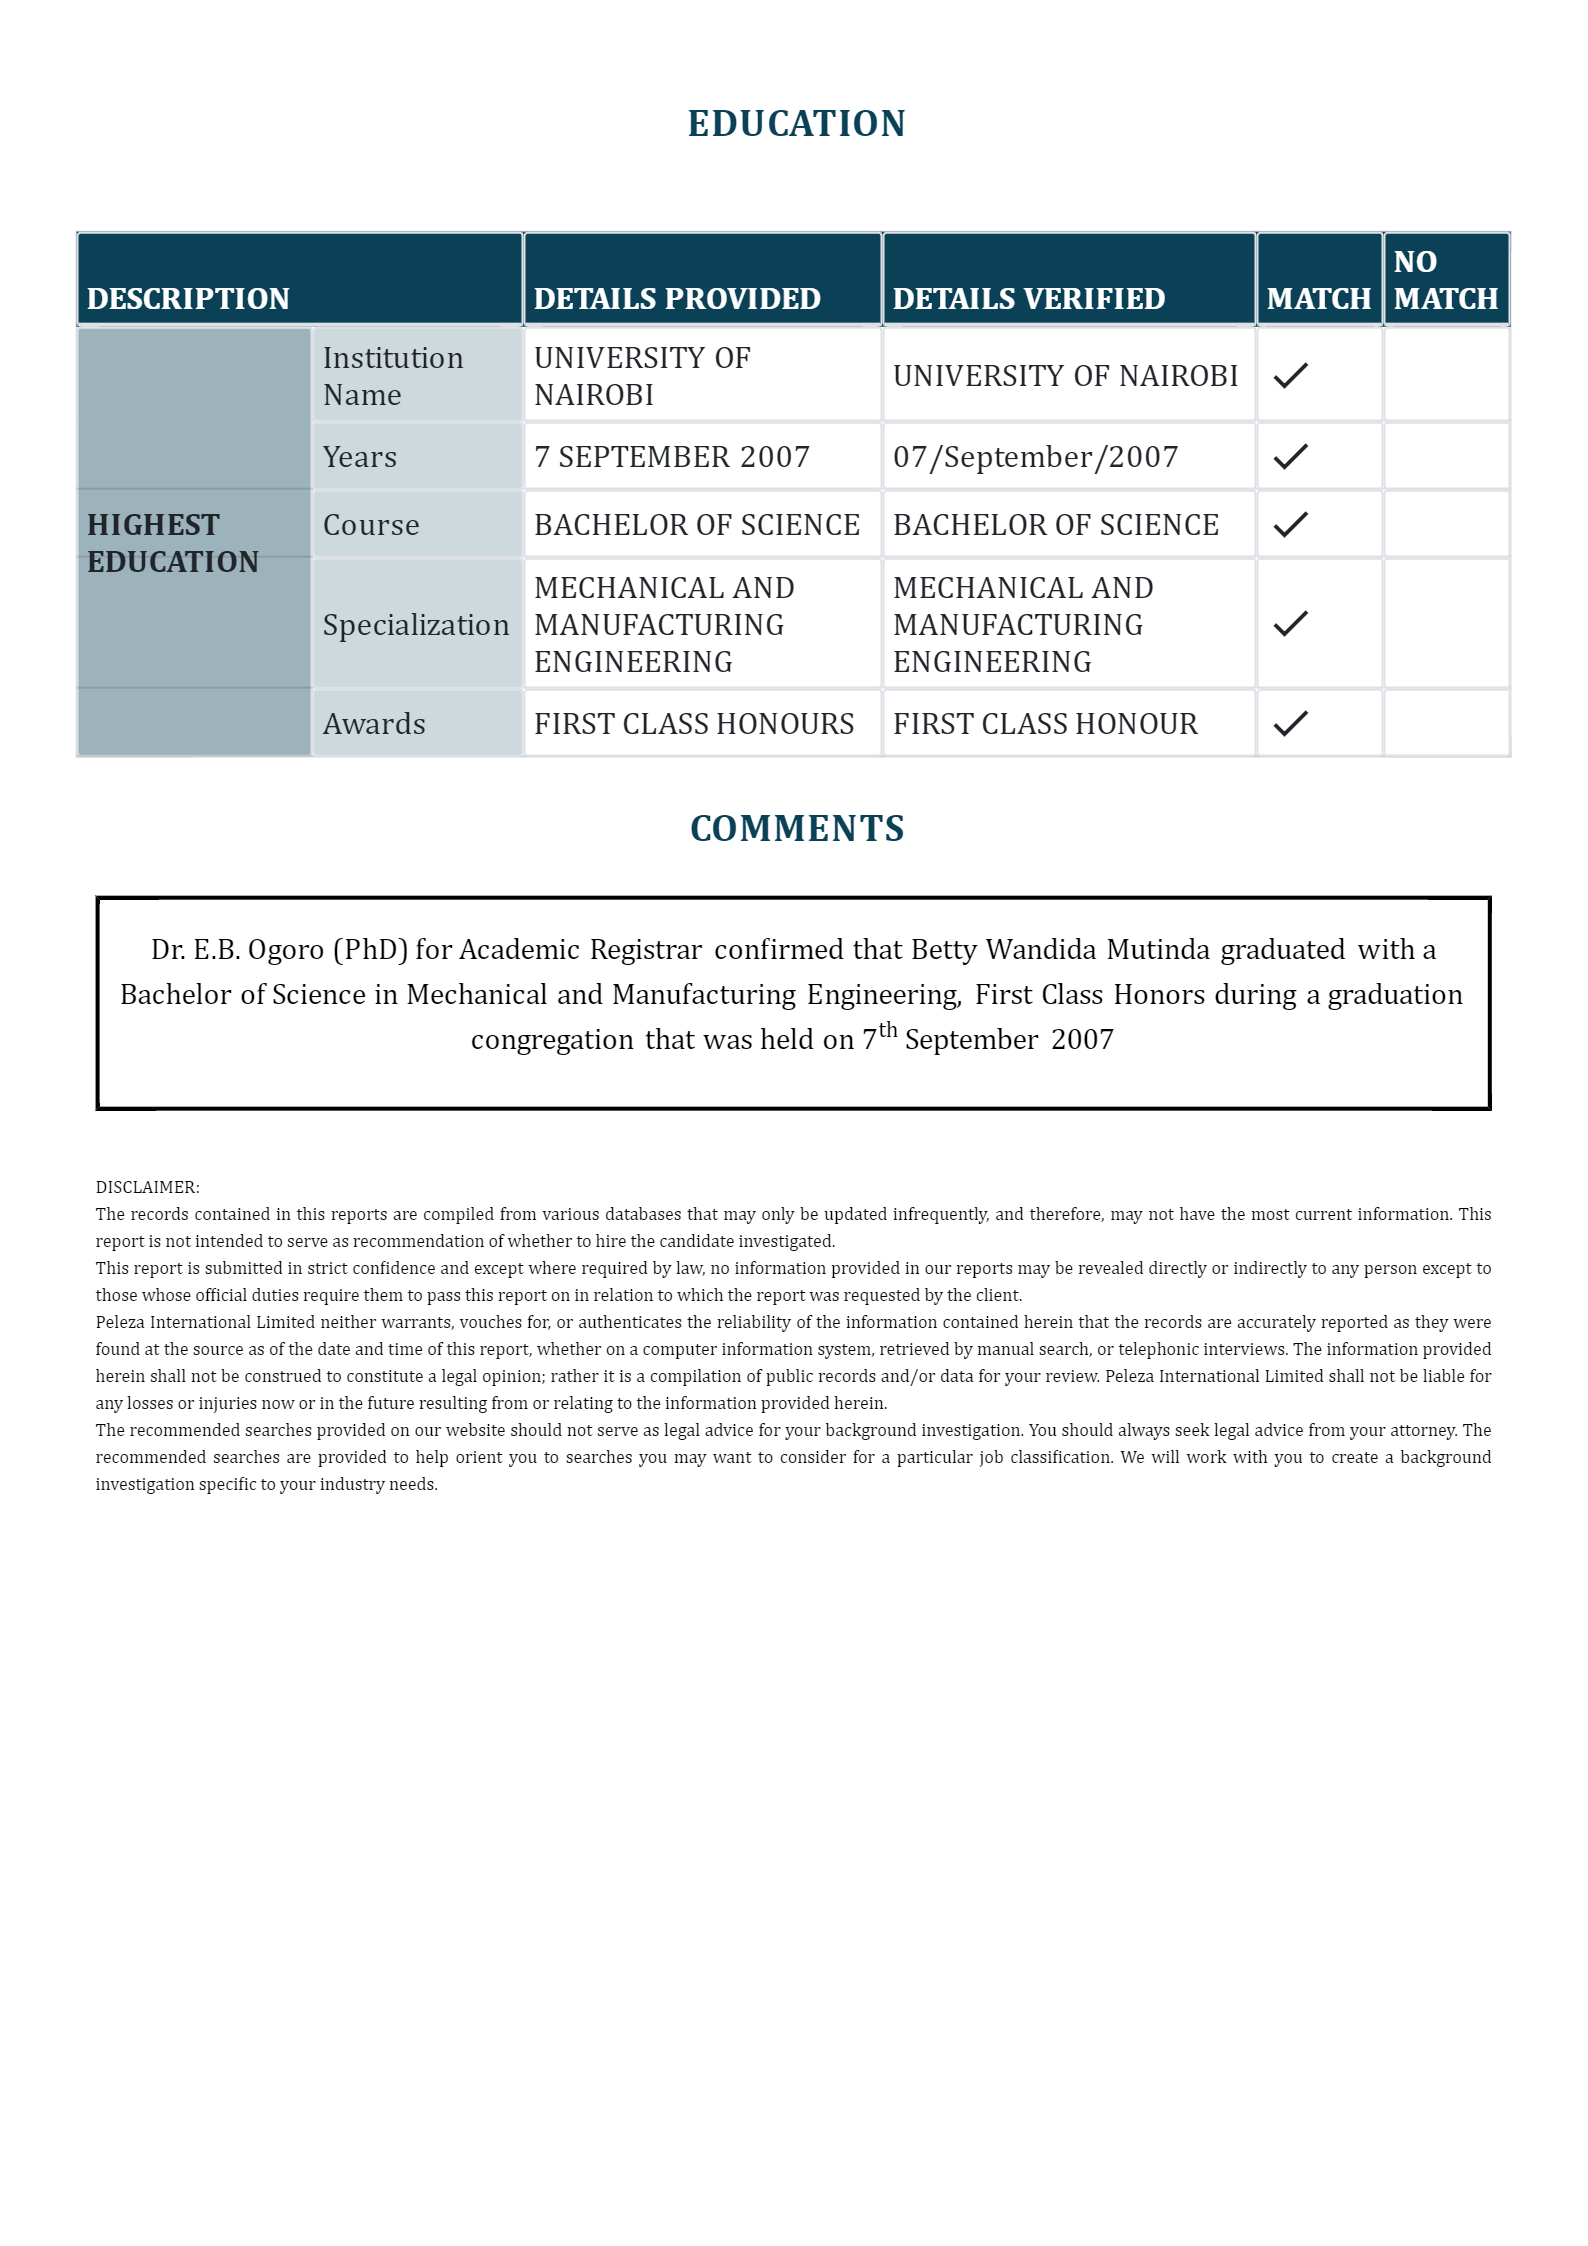 EDUCATION
DESCRIPTION DETAILS PROVIDED DETAILS VERIFIED MATCH NO MATCH
HIGHEST
EDUCATION
Institution
Name
UNIVERSITY OF
NAIROBI
UNIVERSITY OF NAIROBI ✓
Years 7 SEPTEMBER 2007 07/September/2007 ✓
Course BACHELOR OF SCIENCE BACHELOR OF SCIENCE ✓
Specialization
MECHANICAL AND
MANUFACTURING
ENGINEERING
MECHANICAL AND
MANUFACTURING
ENGINEERING
✓
Awards FIRST CLASS HONOURS FIRST CLASS HONOUR ✓
COMMENTS
Dr. E.B. Ogoro (PhD) for Academic Registrar confirmed that Betty Wandida Mutinda graduated with a
Bachelor of Science in Mechanical and Manufacturing Engineering, First Class Honors during a graduation
congregation that was held on 7th September 2007
DISCLAIMER:
The records contained in this reports are compiled from various databases that may only be updated infrequently, and therefore, may not have the most current information. This
report is not intended to serve as recommendation of whether to hire the candidate investigated.
This report is submitted in strict confidence and except where required by law, no information provided in our reports may be revealed directly or indirectly to any person except to
those whose official duties require them to pass this report on in relation to which the report was requested by the client.
Peleza International Limited neither warrants, vouches for, or authenticates the reliability of the information contained herein that the records are accurately reported as they were
found at the source as of the date and time of this report, whether on a computer information system, retrieved by manual search, or telephonic interviews. The information provided
herein shall not be construed to constitute a legal opinion; rather it is a compilation of public records and/or data for your review. Peleza International Limited shall not be liable for
any losses or injuries now or in the future resulting from or relating to the information provided herein.
The recommended searches provided on our website should not serve as legal advice for your background investigation. You should always seek legal advice from your attorney. The
recommended searches are provided to help orient you to searches you may want to consider for a particular job classification. We will work with you to create a background
investigation specific to your industry needs.